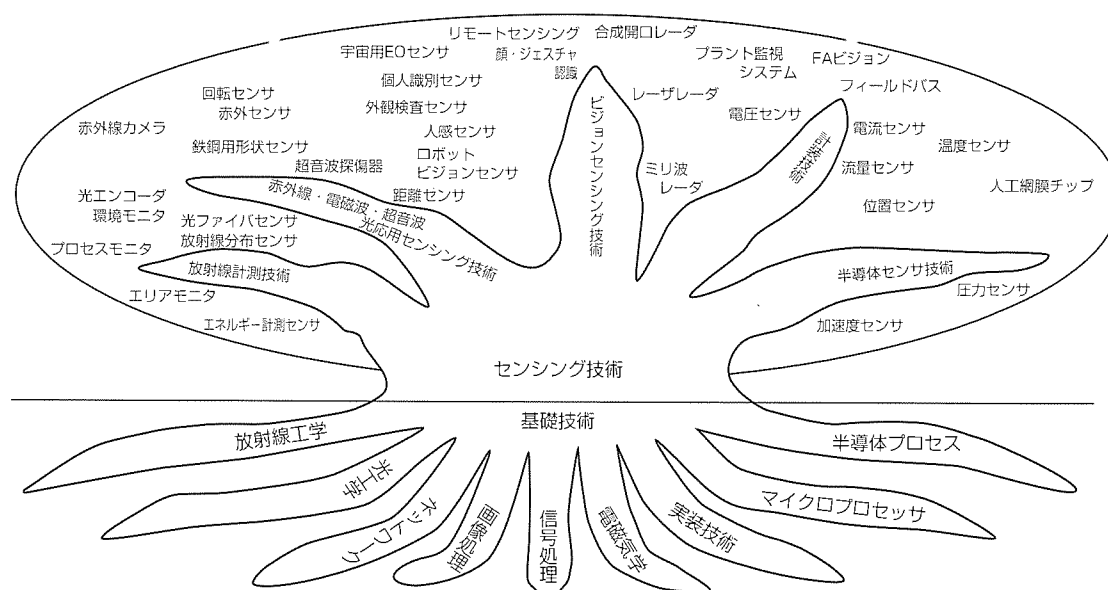 リモートセンシング
合成開口レーダ
宇宙用EOセンサ
顔・ジェスチャ
認識
プラント監視
システム
FAビジョン
個人識別センサ
回転センサ
赤外センサ
外観検査センサ
レーザレーダ
フィールドバス
電圧センサ
赤外線カメラ
人感センサ
電流センサ
鉄鋼用形状センサ
ロボット
ビジョンセンサ
温度センサ
超音波探傷器
ミリ波
レーダ
流量センサ
人工網膜チップ
光エンコーダ
環境モニタ
距離センサ
位置センサ
光ファイバセンサ
放射線分布センサ
プロセスモニタ
赤外線・電磁波・超音波
光応用センシング技術
ビジョンセンシング技術
計装技術
放射線計測技術
半導体センサ技術
エリアモニタ
圧力センサ
エネルギー計測センサ
加速度センサ
センシング技術
基礎技術
放射線工学
光工学
ネットワーク
画像処理
信号処理
電磁気学
実装技術
マイクロプロセッサ
半導体プロセス